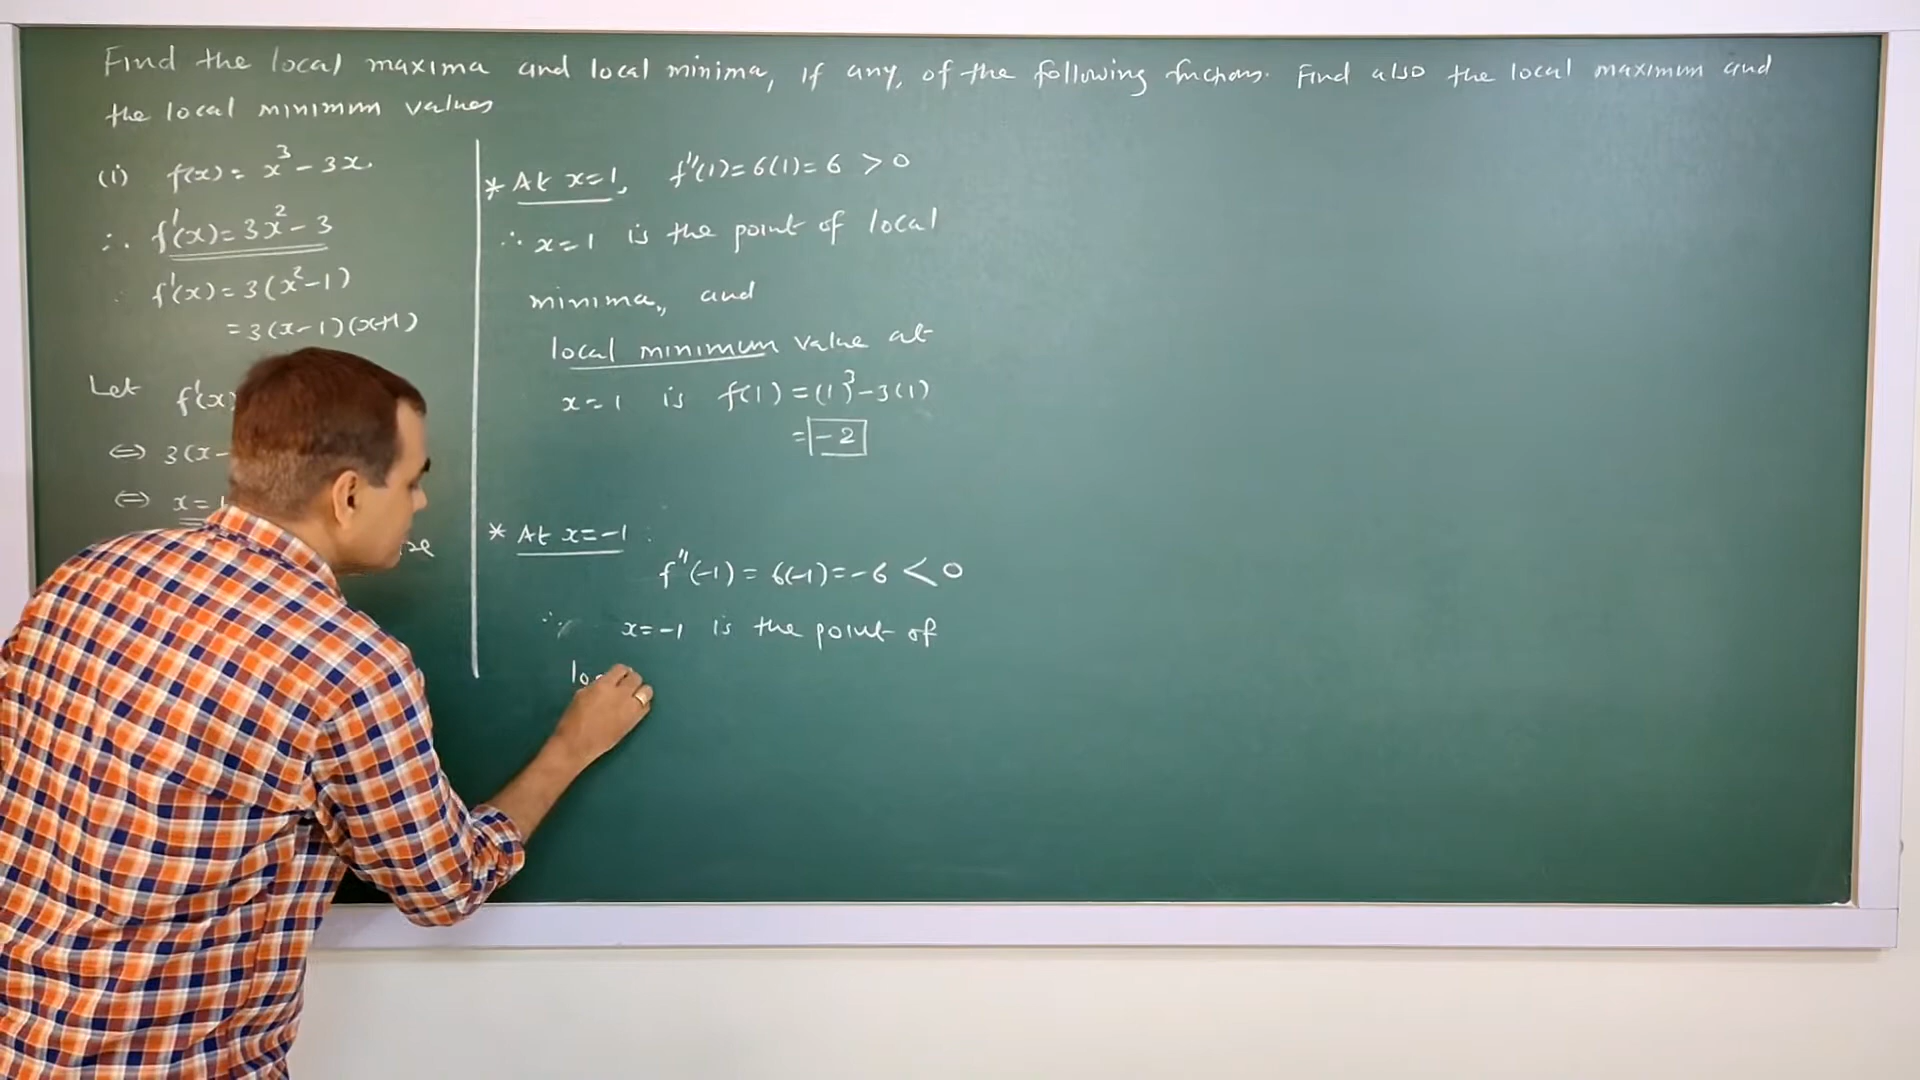 Find the local maxima and local minima, if any, of the following functions. Find also the local maximum and
the local minimum values
(i) f(x) = x³ - 3x.
∴ f'(x) = 3x² - 3
∴ f'(x) = 3(x²-1)
= 3(x-1)(x+1)
Let f'(x)
⇔ 3(x-
⇔ x=1
* At x=1, f''(1) = 6(1) = 6 > 0
∴ x=1 is the point of local
minima, and
local minimum value at
x=1 is f(1) = (1)³-3(1)
= -2
* At x=-1:
f''(-1) = 6(-1) = -6 < 0
∴ x=-1 is the point of
lo